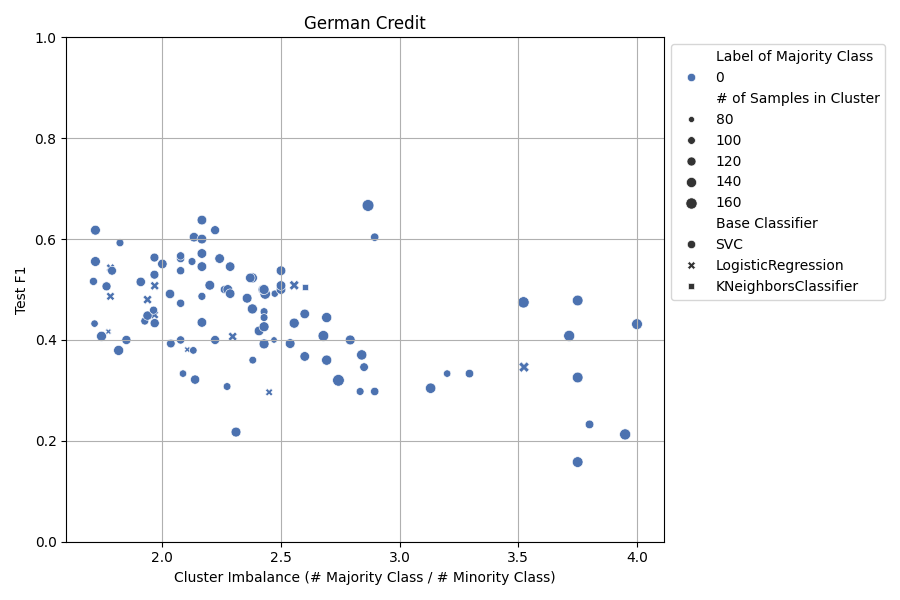 German Credit
1.0
0.8
0.6
0.4
0.2
0.0
Test F1
2.0 2.5 3.0 3.5 4.0
Cluster Imbalance (# Majority Class / # Minority Class)
Label of Majority Class
0
# of Samples in Cluster
80
100
120
140
160
Base Classifier
SVC
LogisticRegression
KNeighborsClassifier